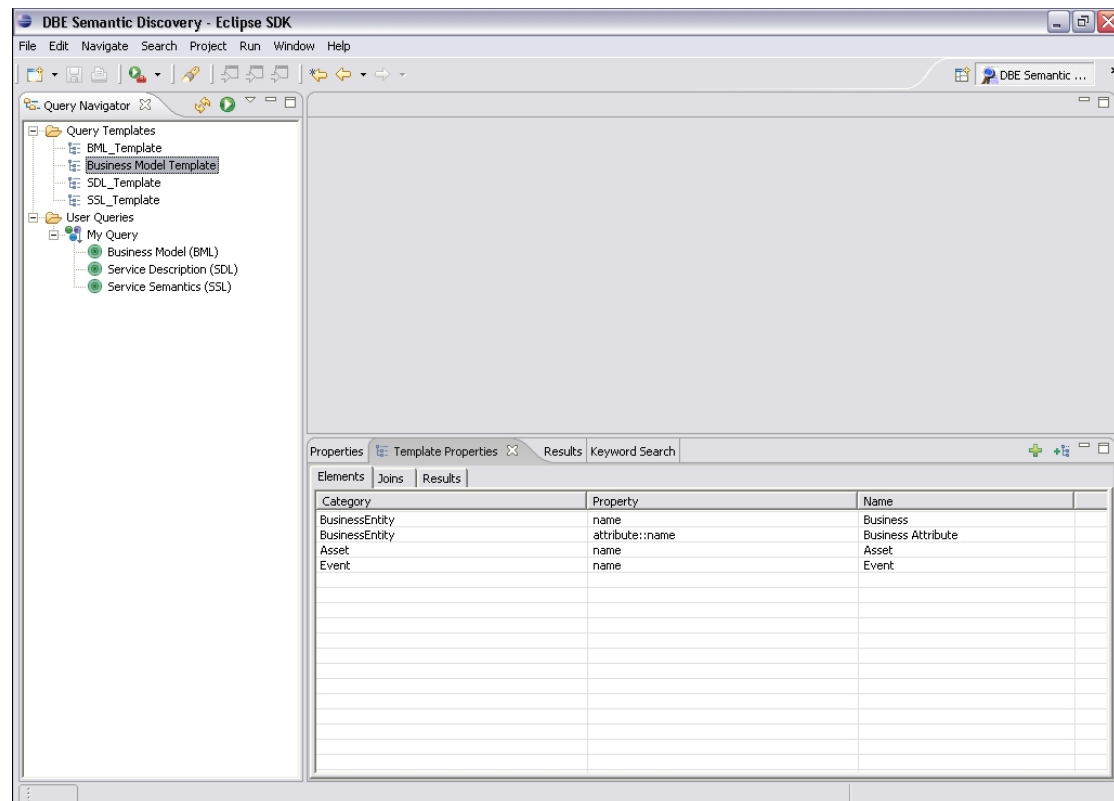 DBE Semantic Discovery - Eclipse SDK
File Edit Navigate Search Project Run Window Help
DBE Semantic ...
Query Navigator
Query Templates
BML_Template
Business Model Template
SDL_Template
SSL_Template
User Queries
My Query
Business Model (BML)
Service Description (SDL)
Service Semantics (SSL)
Properties Template Properties Results Keyword Search
Elements Joins Results
Category Property Name
BusinessEntity name Business
BusinessEntity attribute::name Business Attribute
Asset name Asset
Event name Event